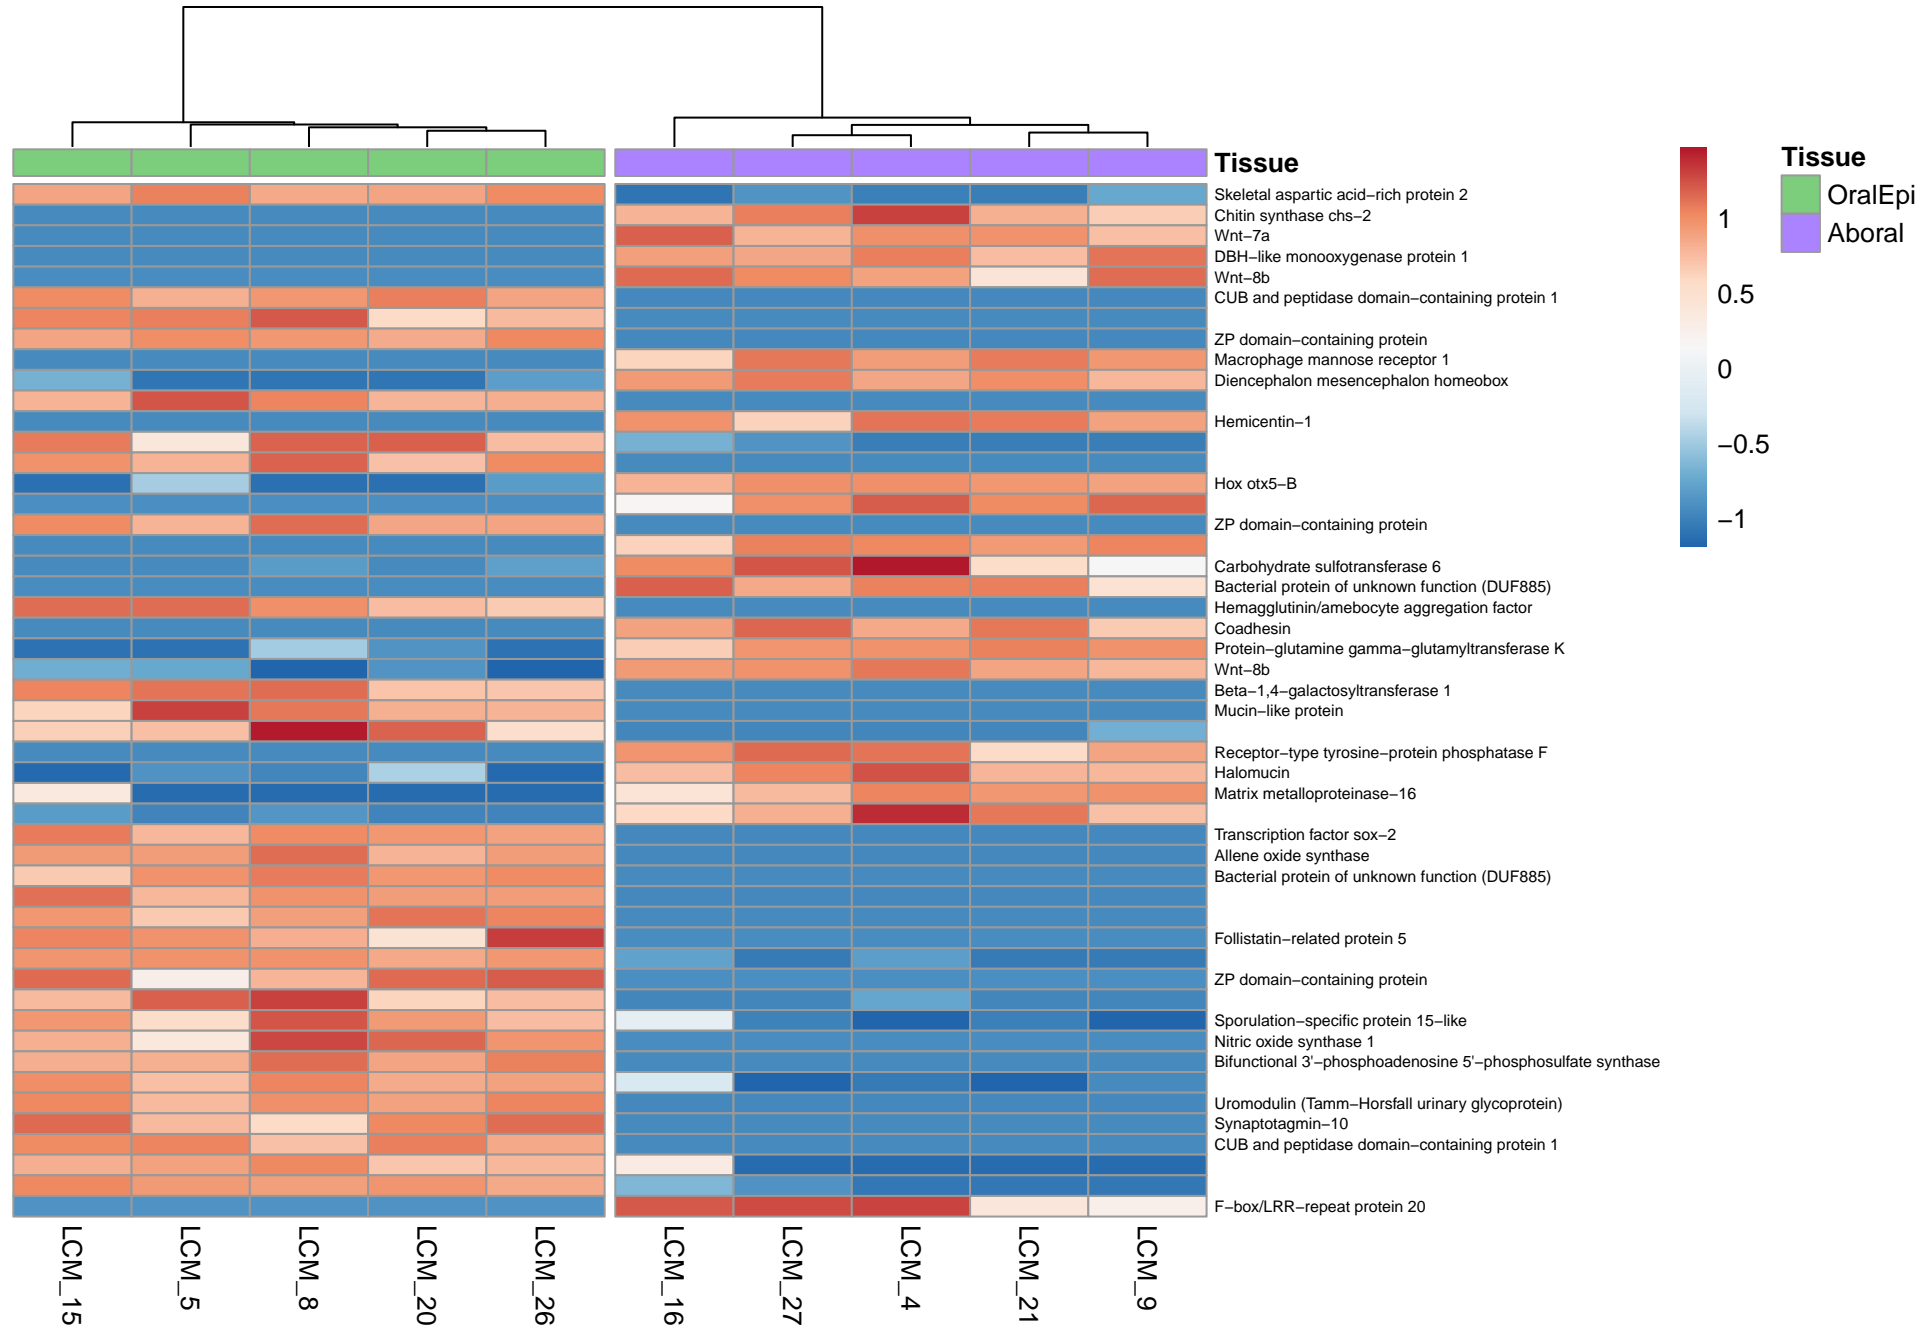 Tissue
Skeletal aspartic acid−rich protein 2
Chitin synthase chs−2
Wnt−7a
DBH−like monooxygenase protein 1
Wnt−8b
CUB and peptidase domain−containing protein 1
ZP domain−containing protein
Macrophage mannose receptor 1
Diencephalon mesencephalon homeobox
Hemicentin−1
Hox otx5−B
ZP domain−containing protein
Carbohydrate sulfotransferase 6
Bacterial protein of unknown function (DUF885)
Hemagglutinin/amebocyte aggregation factor
Coadhesin
Protein−glutamine gamma−glutamyltransferase K
Wnt−8b
Beta−1,4−galactosyltransferase 1
Mucin−like protein
Receptor−type tyrosine−protein phosphatase F
Halomucin
Matrix metalloproteinase−16
Transcription factor sox−2
Allene oxide synthase
Bacterial protein of unknown function (DUF885)
Follistatin−related protein 5
ZP domain−containing protein
Sporulation−specific protein 15−like
Nitric oxide synthase 1
Bifunctional 3'−phosphoadenosine 5'−phosphosulfate synthase
Uromodulin (Tamm−Horsfall urinary glycoprotein)
Synaptotagmin−10
CUB and peptidase domain−containing protein 1
F−box/LRR−repeat protein 20
LCM_15
LCM_5
LCM_8
LCM_20
LCM_26
LCM_16
LCM_27
LCM_4
LCM_21
LCM_9
1
0.5
0
−0.5
−1
Tissue
OralEpi
Aboral